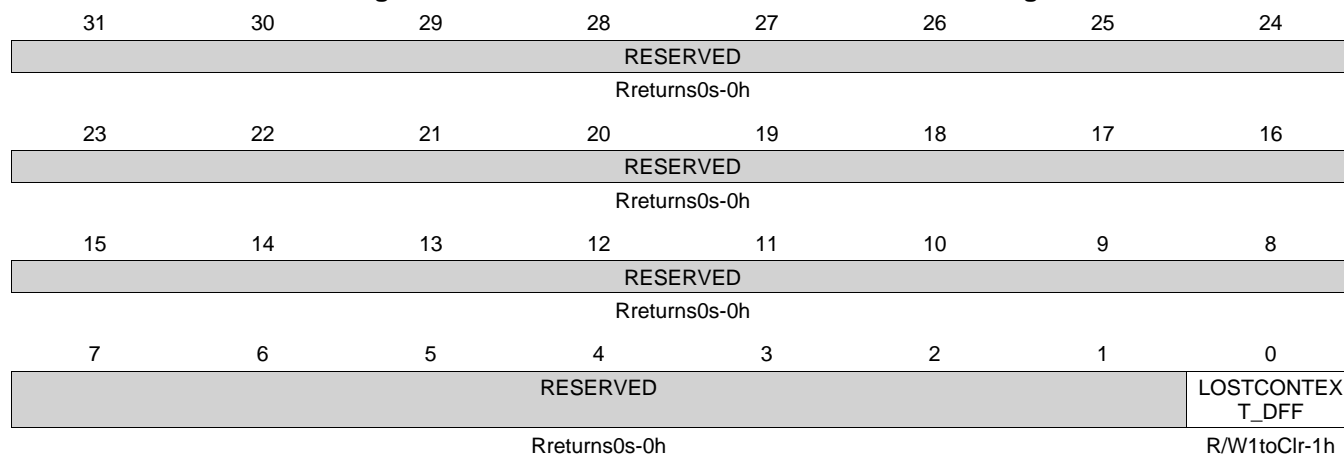 31 30 29 28 27 26 25 24
RESERVED
Rreturns0s-0h
23 22 21 20 19 18 17 16
RESERVED
Rreturns0s-0h
15 14 13 12 11 10 9 8
RESERVED
Rreturns0s-0h
7 6 5 4 3 2 1 0
RESERVED LOSTCONTEX
T_DFF
Rreturns0s-0h R/W1toClr-1h